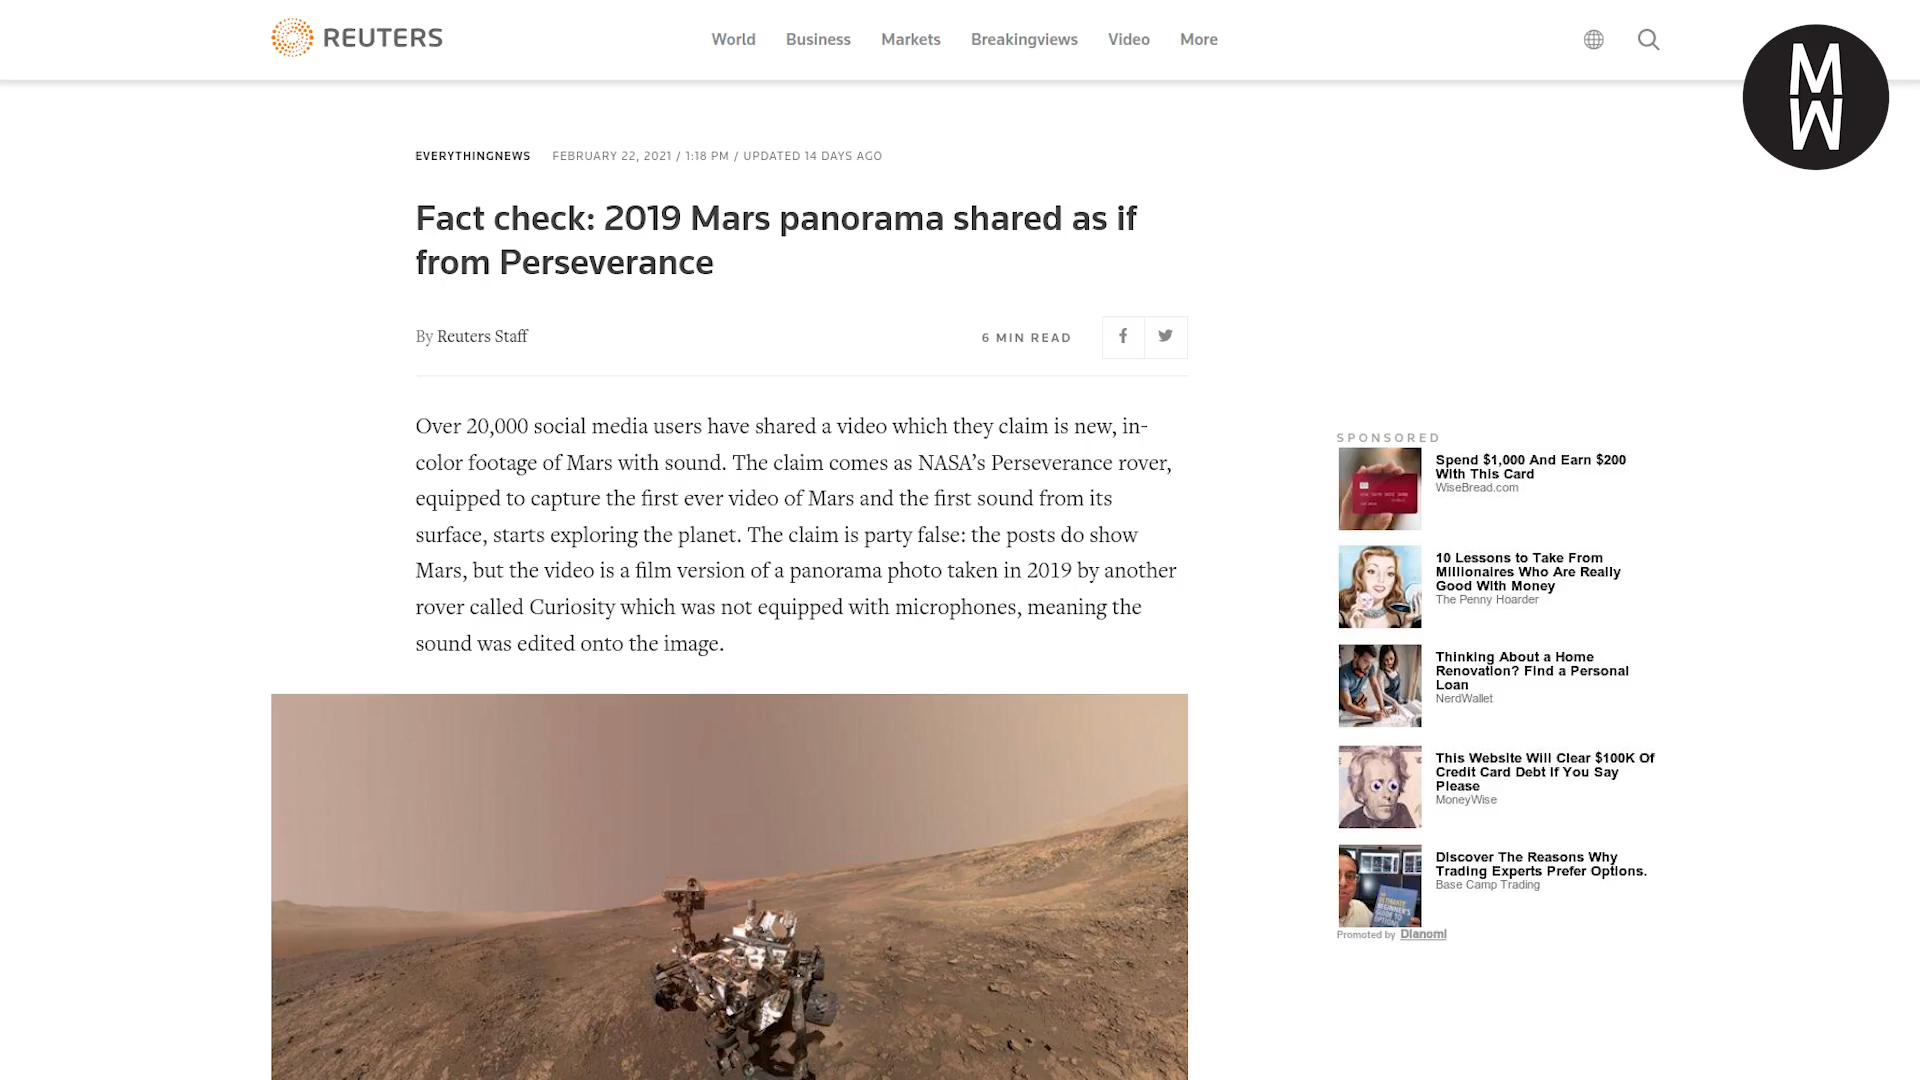 REUTERS
World Business Markets Breakingviews Video More
M
W
EVERYTHINGNEWS FEBRUARY 22, 2021 / 1:18 PM / UPDATED 14 DAYS AGO
Fact check: 2019 Mars panorama shared as if
from Perseverance
By Reuters Staff
6 MIN READ
Over 20,000 social media users have shared a video which they claim is new, in-
color footage of Mars with sound. The claim comes as NASA’s Perseverance rover,
equipped to capture the first ever video of Mars and the first sound from its
surface, starts exploring the planet. The claim is party false: the posts do show
Mars, but the video is a film version of a panorama photo taken in 2019 by another
rover called Curiosity which was not equipped with microphones, meaning the
sound was edited onto the image.
SPONSORED
Spend $1,000 And Earn $200
With This Card
WiseBread.com
10 Lessons to Take From
Millionaires Who Are Really
Good With Money
The Penny Hoarder
Thinking About a Home
Renovation? Find a Personal
Loan
NerdWallet
This Website Will Clear $100K Of
Credit Card Debt If You Say
Please
MoneyWise
Discover The Reasons Why
Trading Experts Prefer Options.
Base Camp Trading
ULTIMATE
BEGINNER'S
GUIDE TO
OPTIONS
Promoted by Dianomi